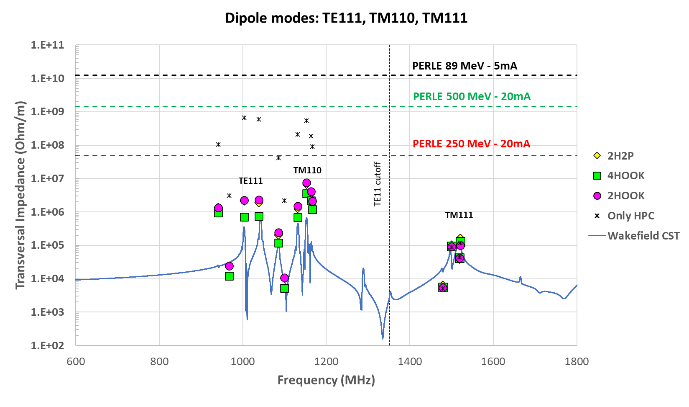 Dipole modes: TE111, TM110, TM111
Transversal Impedance (Ohm/m)
1.E+11
1.E+10
1.E+09
1.E+08
1.E+07
1.E+06
1.E+05
1.E+04
1.E+03
1.E+02
PERLE 89 MeV - 5mA
PERLE 500 MeV - 20mA
PERLE 250 MeV - 20mA
TE111
TM110
TE11 cutoff
TM111
2H2P
4HOOK
2HOOK
Only HPC
Wakefield CST
600
800
1000
1200
1400
1600
1800
Frequency (MHz)